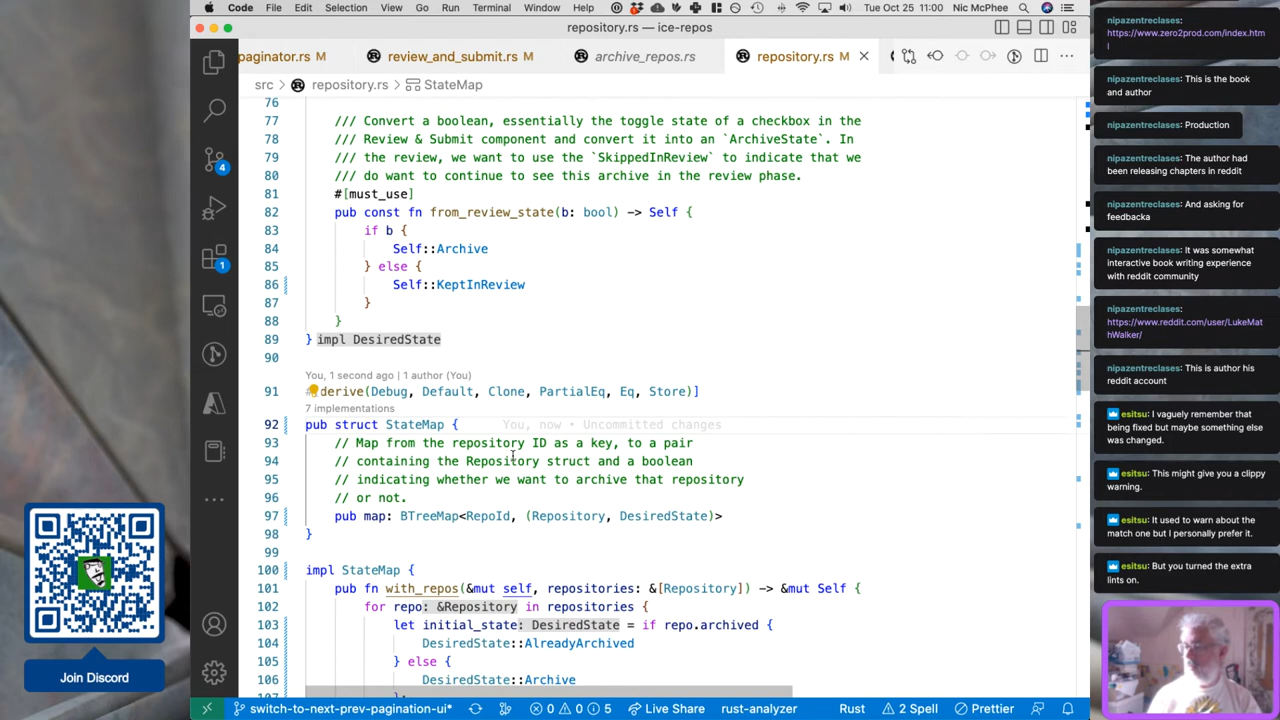 Code File Edit Selection View Go Run Terminal Window Help Tue Oct 25 11:00 Nic McPhee
repository.rs — ice-repos
paginator.rs M review_and_submit.rs M archive_repos.rs repository.rs M
src > repository.rs > StateMap
76
77 /// Convert a boolean, essentially the toggle state of a checkbox in the
78 /// Review & Submit component and convert it into an `ArchiveState`. In
79 /// the review, we want to use the `SkippedInReview` to indicate that we
80 /// do want to continue to see this archive in the review phase.
81 #[must_use]
82 pub const fn from_review_state(b: bool) -> Self {
83 if b {
84 Self::Archive
85 } else {
86 Self::KeptInReview
87 }
88 }
89 } impl DesiredState
90
You, 1 second ago | 1 author (You)
91 #[derive(Debug, Default, Clone, PartialEq, Eq, Store)]
7 implementations
92 pub struct StateMap { You, now • Uncommitted changes
93 // Map from the repository ID as a key, to a pair
94 // containing the Repository struct and a boolean
95 // indicating whether we want to archive that repository
96 // or not.
97 pub map: BTreeMap<RepoId, (Repository, DesiredState)>
98 }
99
100 impl StateMap {
101 pub fn with_repos(&mut self, repositories: &[Repository]) -> &mut Self {
102 for repo: &Repository in repositories {
103 let initial_state: DesiredState = if repo.archived {
104 DesiredState::AlreadyArchived
105 } else {
106 DesiredState::Archive
107 };
4
1
Join Discord
switch-to-next-prev-pagination-ui* 0 0 5 Live Share rust-analyzer Rust 2 Spell Prettier
nipazentreclases:
https://www.zero2prod.com/index.htm
l
nipazentreclases: This is the book
and author
nipazentreclases: Production
nipazentreclases: The author had
been releasing chapters in reddit
nipazentreclases: And asking for
feedbacka
nipazentreclases: It was somewhat
interactive book writing experience
with reddit community
nipazentreclases:
https://www.reddit.com/user/LukeMat
hWalker/
nipazentreclases: This is author his
reddit account
esitsu: I vaguely remember that
being fixed but maybe something else
was changed.
esitsu: This might give you a clippy
warning.
esitsu: It used to warn about the
match one but I personally prefer it.
esitsu: But you turned the extra
lints on.